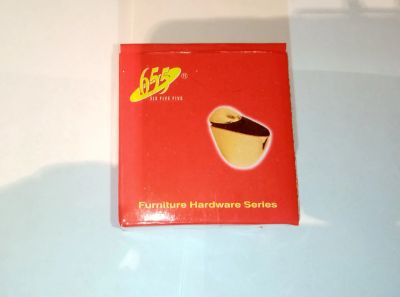 655®
SIX FIVE FIVE
Furniture Hardware Series